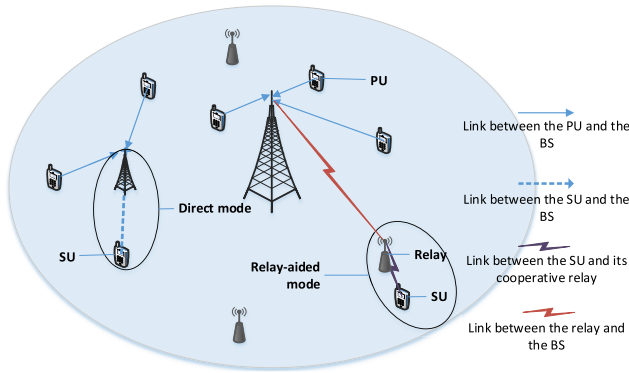 PU
Direct mode
SU
Relay-aided
mode
Relay
SU
Link between the PU and the
BS
Link between the SU and the
BS
Link between the SU and its
cooperative relay
Link between the relay and
the BS